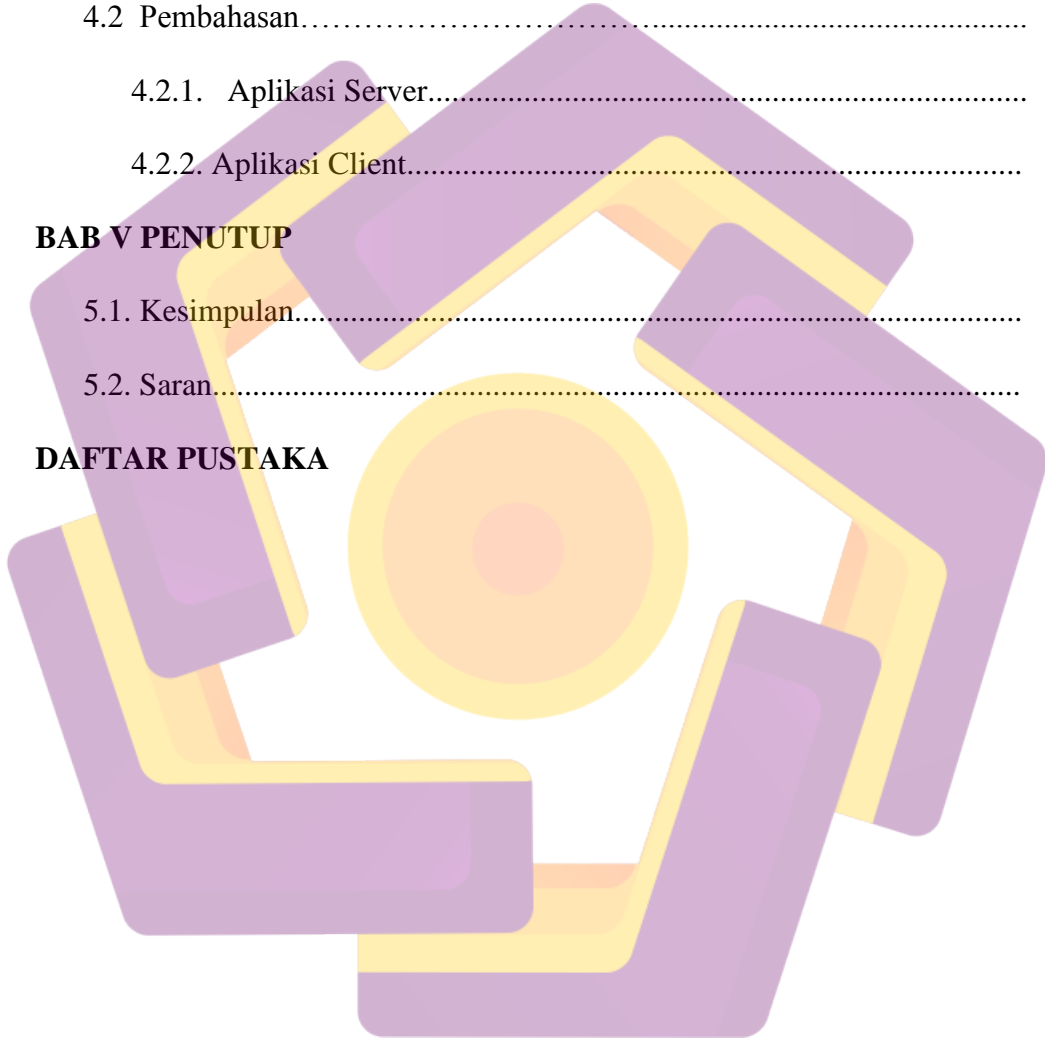 4.2 Pembahasan..........................................................................................
4.2.1. Aplikasi Server...........................................................................
4.2.2. Aplikasi Client.............................................................................
BAB V PENUTUP
5.1. Kesimpulan...........................................................................................
5.2. Saran.....................................................................................................
DAFTAR PUSTAKA